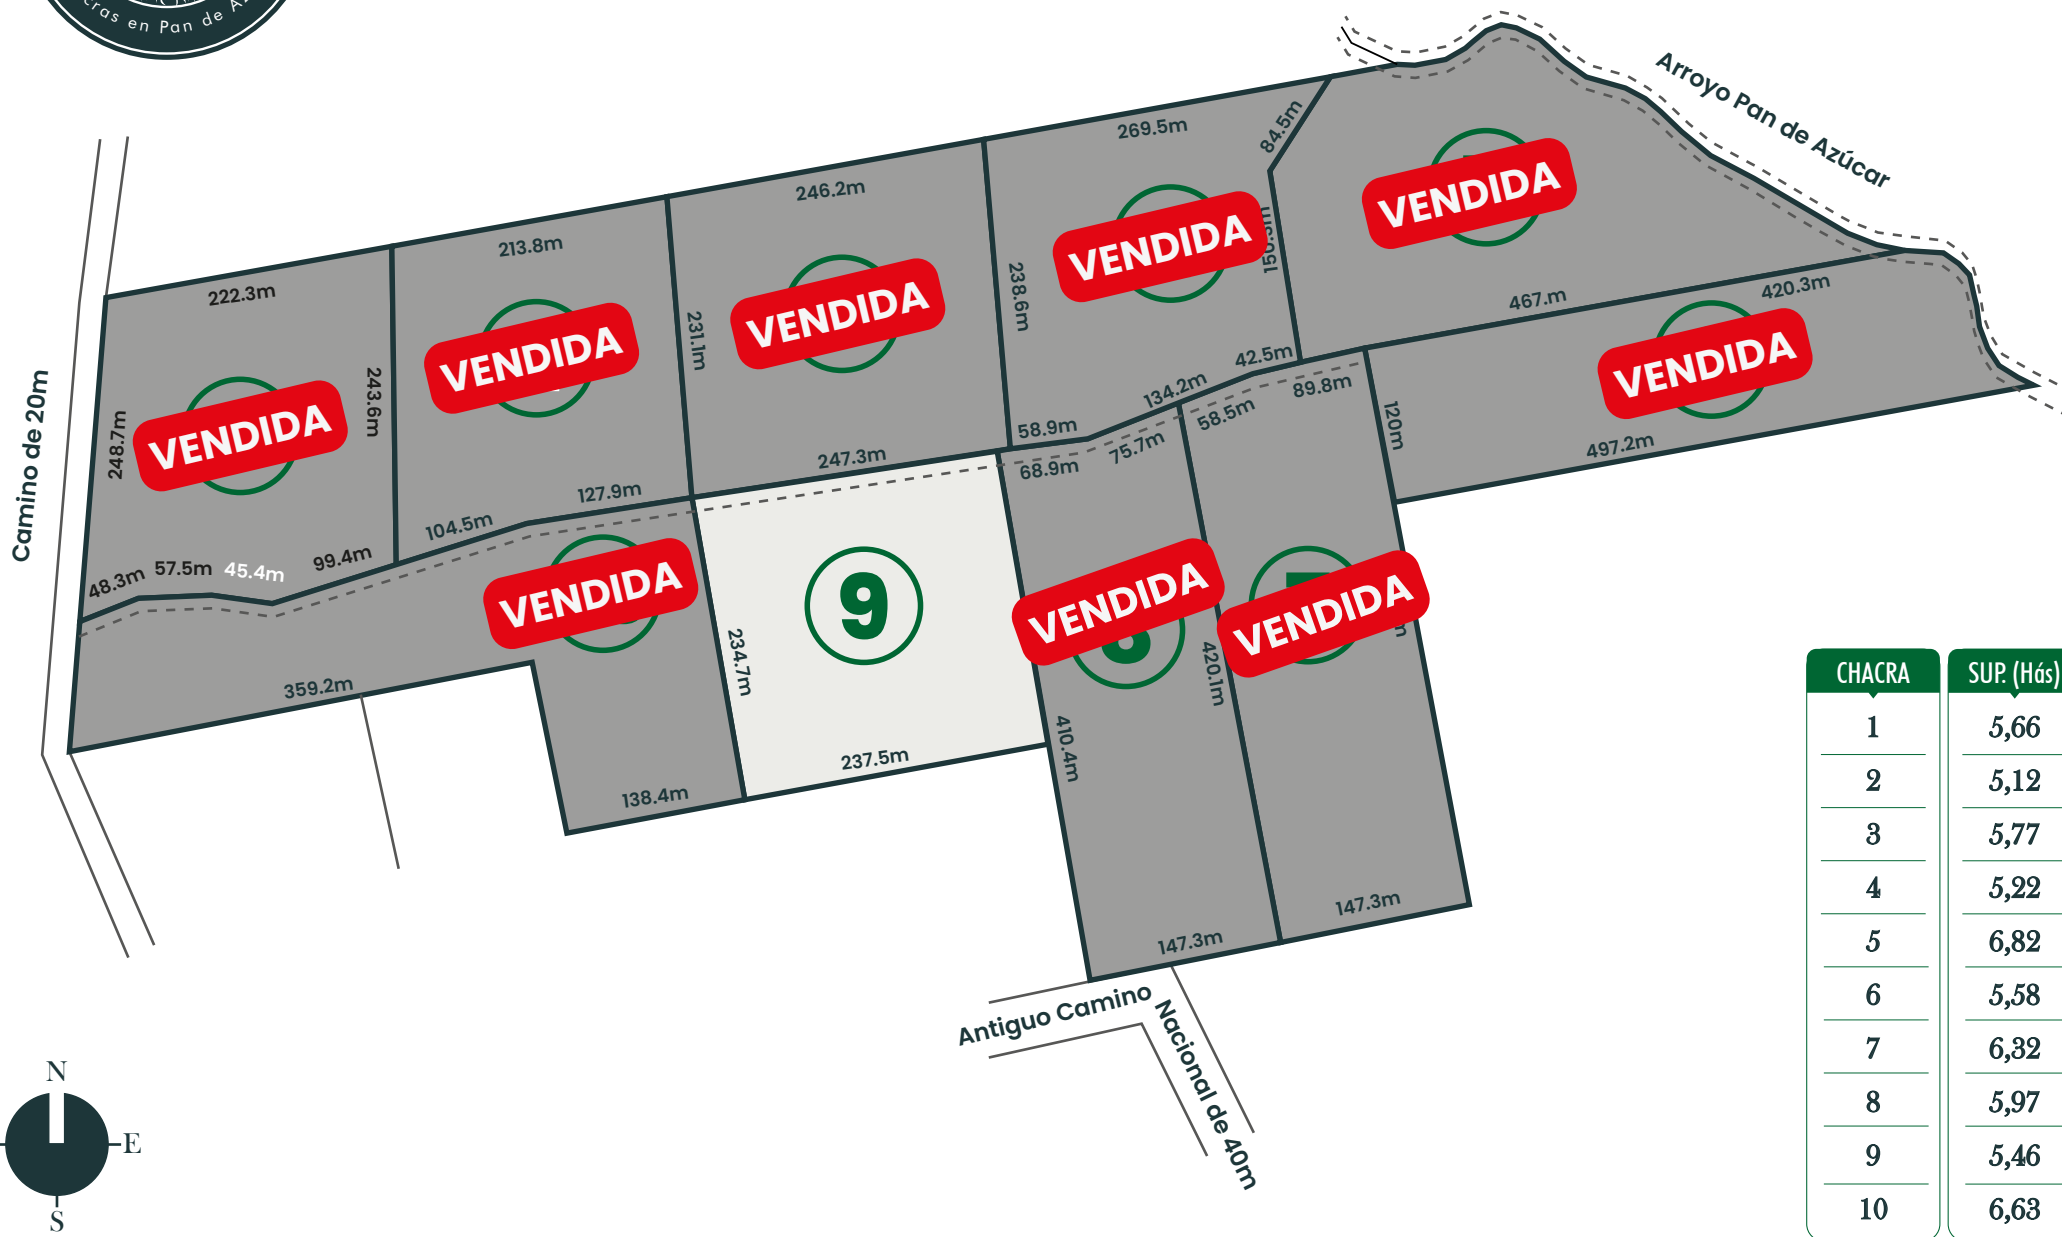 en Pan de
Arroyo Pan de Azúcar
269.5m
84.5m
246.2m
213.8m
222.3m
VENDIDA
VENDIDA
VENDIDA
VENDIDA
VENDIDA
VENDIDA
238.6m
231.1m
243.6m
248.7m
Camino de 20m
467.m
420.3m
42.5m
134.2m
58.9m
247.3m
127.9m
104.5m
99.4m
45.4m
57.5m
48.3m
89.8m
58.5m
75.7m
68.9m
120m
497.2m
VENDIDA
9
VENDIDA
VENDIDA
234.7m
410.4m
420.1m
359.2m
138.4m
237.5m
147.3m
147.3m
Antiguo Camino
Nacional de 40m
N
E
S
CHACRA SUP. (Hás)
1 5,66
2 5,12
3 5,77
4 5,22
5 6,82
6 5,58
7 6,32
8 5,97
9 5,46
10 6,63